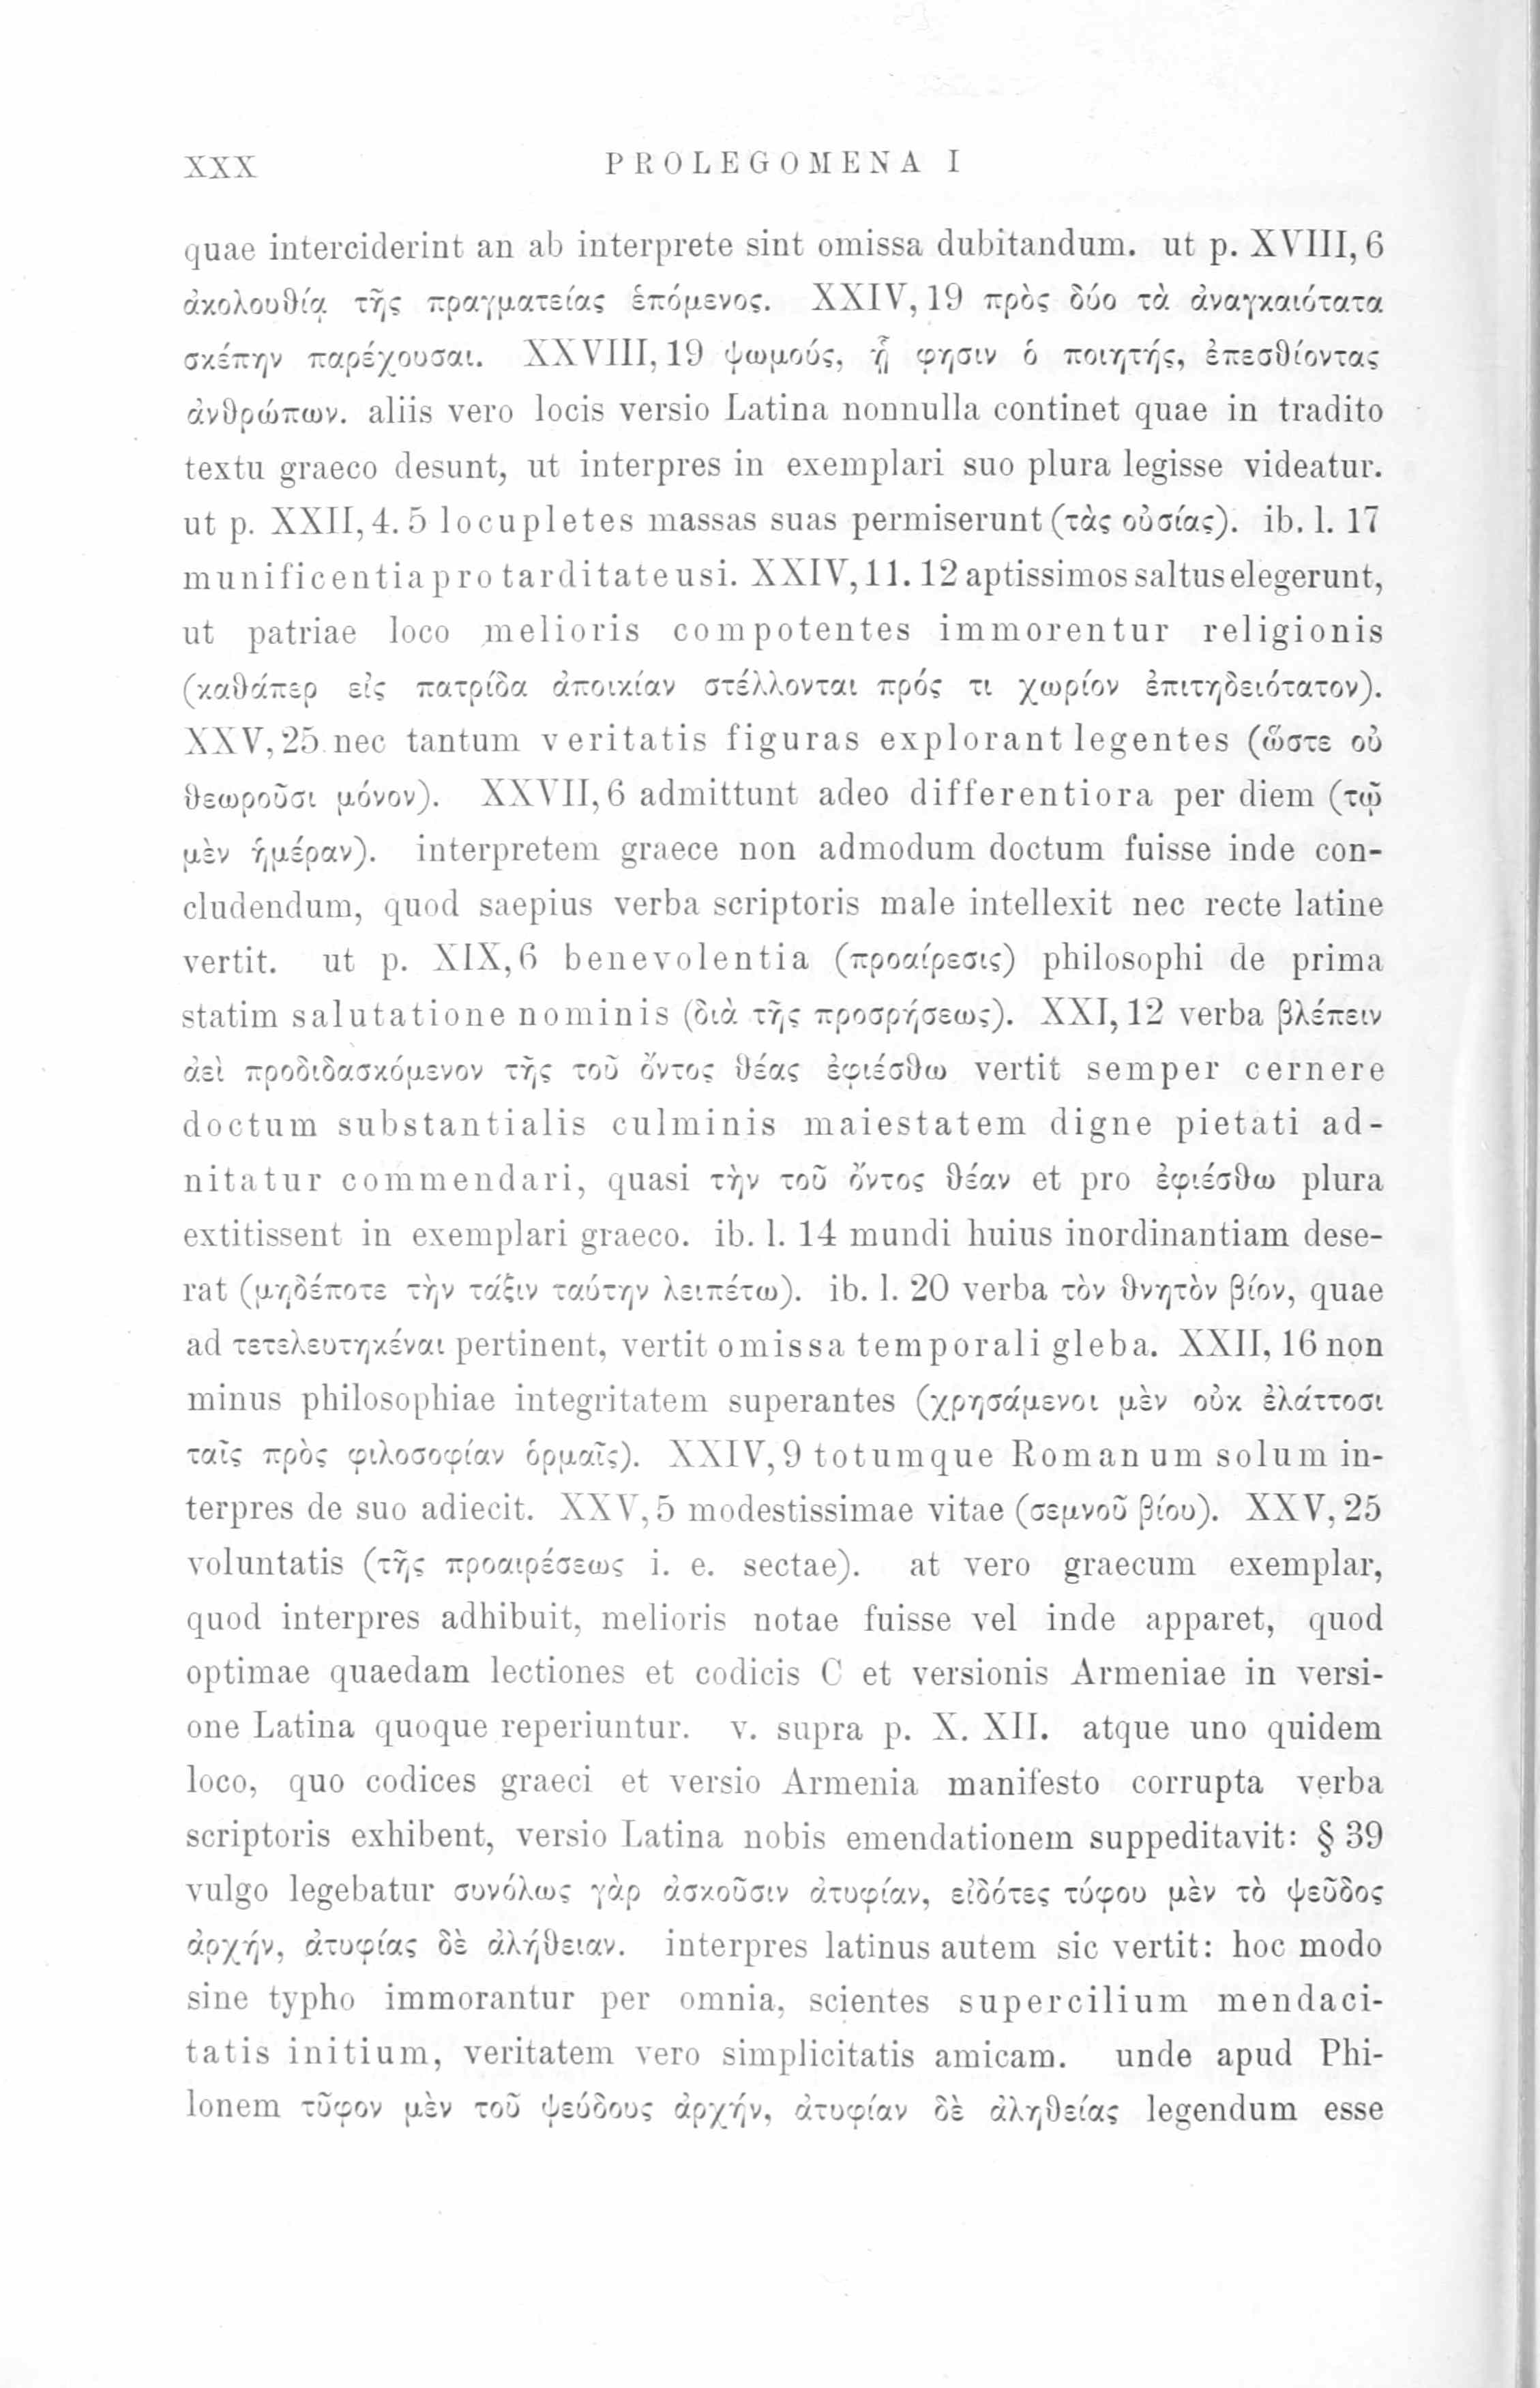 XXX PROLEGOMENA I
quae interciderint an ab interprete sint omissa dubitandum. ut p. XVIII, 6
ἀκολουθίᾳ τῆς πραγματείας ἑπόμενος. XXIV, 19 πρὸς δύο τὰ ἀναγκαιότατα
σκέπην παρέχουσαι. XXVIII, 19 ψωμούς, ᾗ φησιν ὁ ποιητής, ἐπεσθίοντας
ἀνθρώπων. aliis vero locis versio Latina nonnulla continet quae in tradito
textu graeco desunt, ut interpres in exemplari suo plura legisse videatur.
ut p. XXII, 4. 5 locupletes massas suas permiserunt (τὰς οὐσίας). ib. l. 17
munificentia pro tarditate usi. XXIV, 11. 12 aptissimos saltus elegerunt,
ut patriae loco melioris compotentes immorentur religionis
(καθάπερ εἰς πατρίδα ἀποικίαν στέλλονται πρός τι χωρίον ἐπιτηδειότατον).
XXV, 25 nec tantum veritatis figuras explorant legentes (ὥστε οὐ
θεωροῦσι μόνον). XXVII, 6 admittunt adeo differentiora per diem (τῷ
μὲν ἡμέραν). interpretem graece non admodum doctum fuisse inde con-
cludendum, quod saepius verba scriptoris male intellexit nec recte latine
vertit. ut p. XIX, 6 benevolentia (προαίρεσις) philosophi de prima
statim salutatione nominis (διὰ τῆς προσρήσεως). XXI, 12 verba βλέπειν
ἀεὶ προδιδασκόμενον τῆς τοῦ ὄντος θέας ἐφιέσθω vertit semper cernere
doctum substantialis culminis maiestatem digne pietati ad-
nitatur commendari, quasi τὴν τοῦ ὄντος θέαν et pro ἐφιέσθω plura
extitissent in exemplari graeco. ib. l. 14 mundi huius inordinantiam dese-
rat (μηδέποτε τὴν τάξιν ταύτην λειπέτω). ib. l. 20 verba τὸν θνητὸν βίον, quae
ad τετελευτηκέναι pertinent, vertit omissa temporali gleba. XXII, 16 non
minus philosophiae integritatem superantes (χρησάμενοι μὲν οὐκ ἐλάττοσι
ταῖς πρὸς φιλοσοφίαν ὁρμαῖς). XXIV, 9 totumque Romanum solum in-
terpres de suo adiecit. XXV, 5 modestissimae vitae (σεμνοῦ βίου). XXV, 25
voluntatis (τῆς προαιρέσεως i. e. sectae). at vero graecum exemplar,
quod interpres adhibuit, melioris notae fuisse vel inde apparet, quod
optimae quaedam lectiones et codicis C et versionis Armeniae in versi-
one Latina quoque reperiuntur. v. supra p. X. XII. atque uno quidem
loco, quo codices graeci et versio Armenia manifesto corrupta verba
scriptoris exhibent, versio Latina nobis emendationem suppeditavit: § 39
vulgo legebatur συνόλως γὰρ ἀσκοῦσιν ἀτυφίαν, εἰδότες τύφου μὲν τὸ ψεῦδος
ἀρχήν, ἀτυφίας δὲ ἀλήθειαν. interpres latinus autem sic vertit: hoc modo
sine typho immorantur per omnia, scientes supercilium mendaci-
tatis initium, veritatem vero simplicitatis amicam. unde apud Phi-
lonem τῦφον μὲν τοῦ ψεύδους ἀρχήν, ἀτυφίαν δὲ ἀληθείας legendum esse